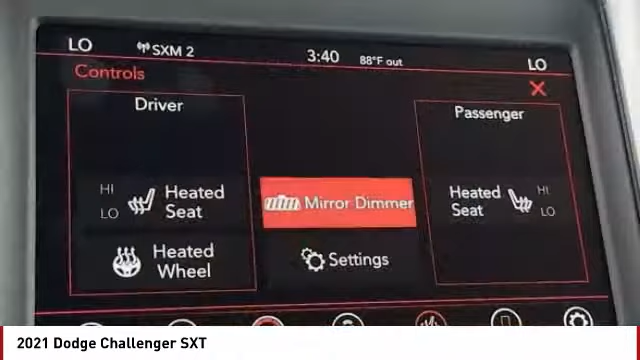 LO SXM 2 3:40 88°F out LO
Controls
Driver
Passenger
HI
LO
Heated
Seat
Mirror Dimmer
Heated
Seat
HI
LO
Heated
Wheel
Settings
2021 Dodge Challenger SXT